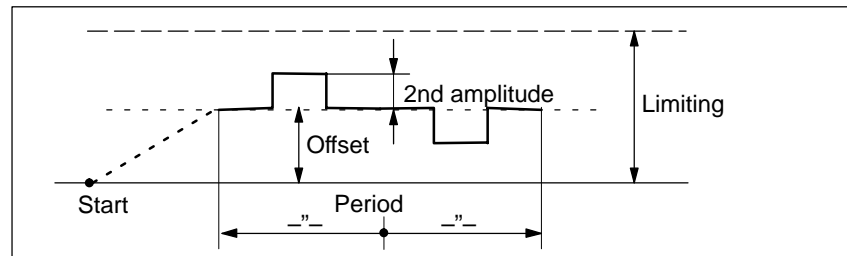 2nd amplitude
Limiting
Offset
Start
Period
–”– –”–